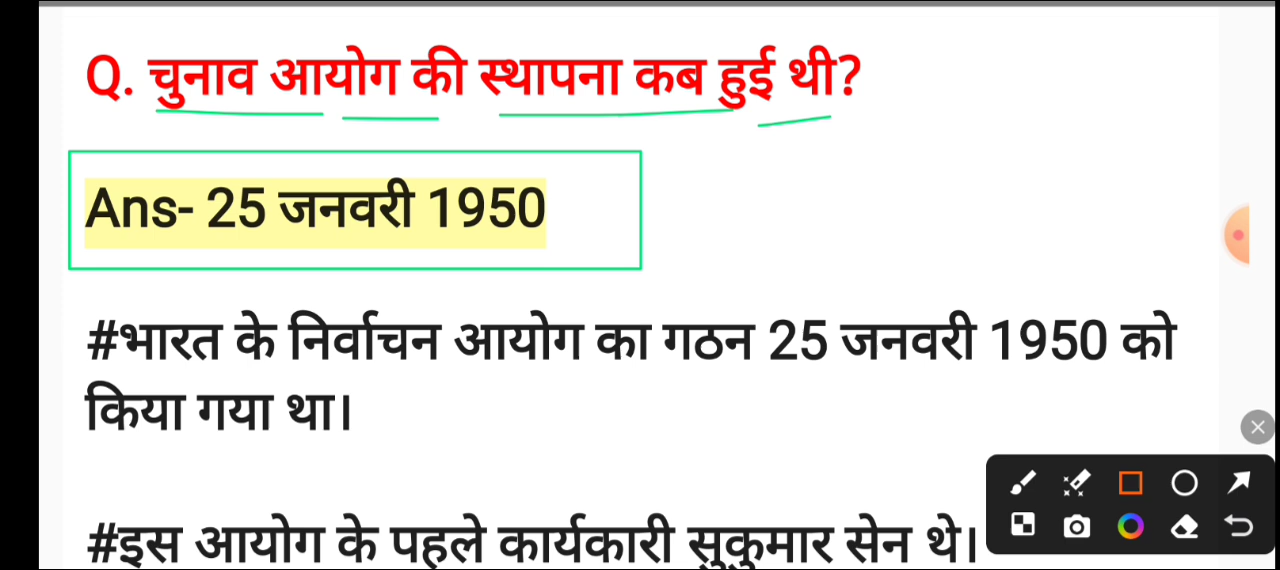 Q. चुनाव आयोग की स्थापना कब हुई थी?
Ans- 25 जनवरी 1950
#भारत के निर्वाचन आयोग का गठन 25 जनवरी 1950 को
किया गया था।
#इस आयोग के पहले कार्यकारी सुकुमार सेन थे।